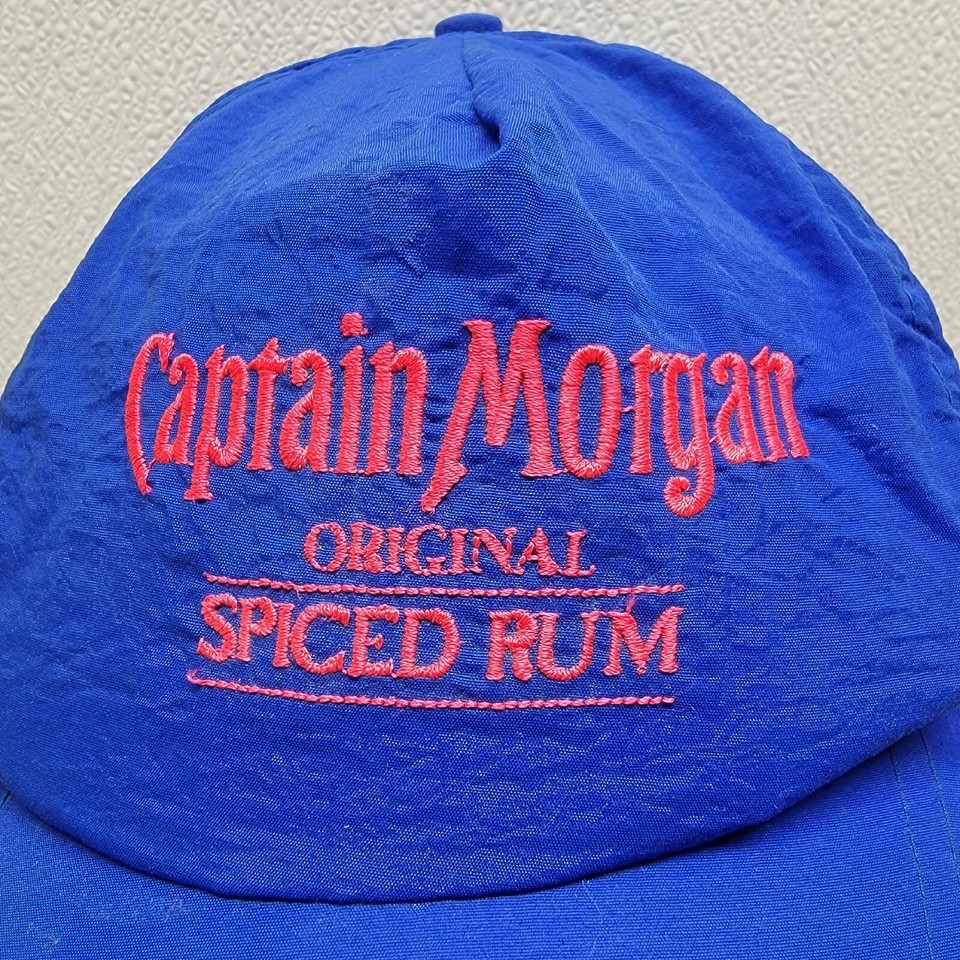 Captain Morgan
ORIGINAL
SPICED RUM